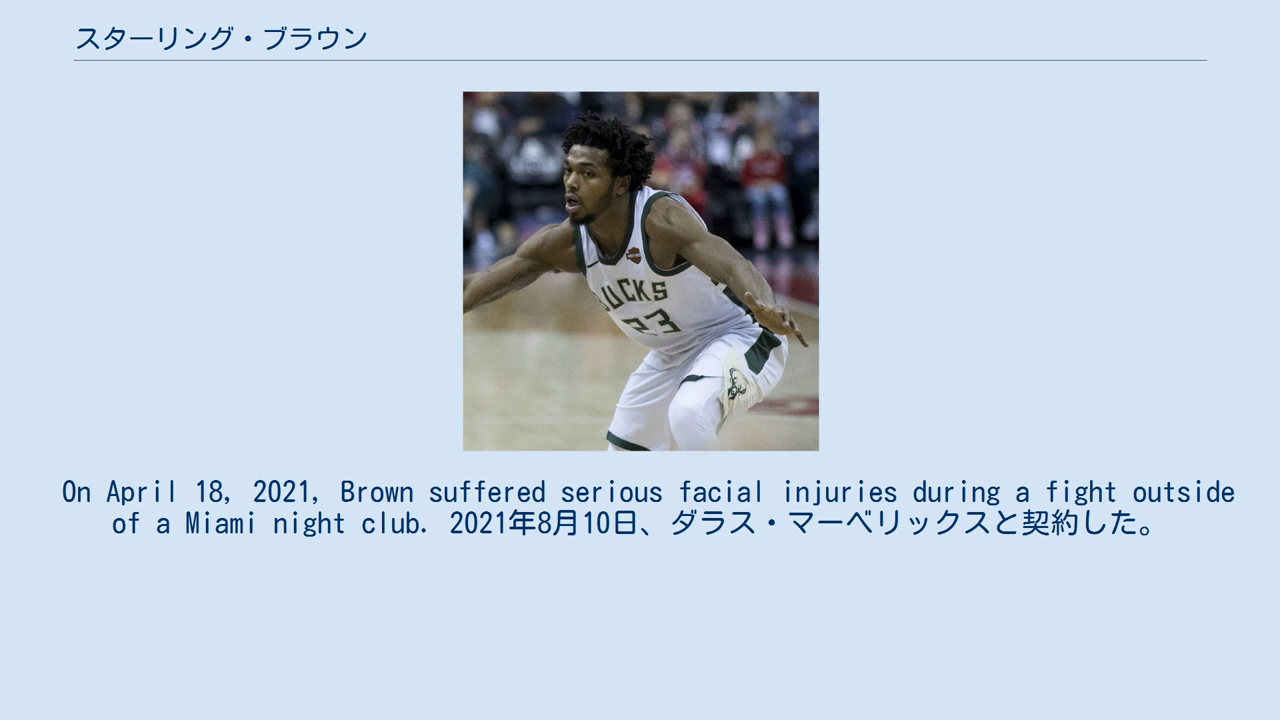 スターリング・ブラウン
BUCKS
23
On April 18, 2021, Brown suffered serious facial injuries during a fight outside
of a Miami night club. 2021年8月10日、ダラス・マーベリックスと契約した。